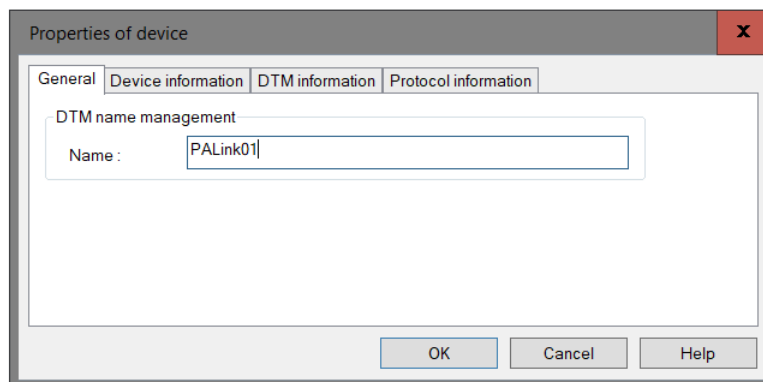 Properties of device
x
General Device information DTM information Protocol information
DTM name management
Name : PALink01
OK Cancel Help